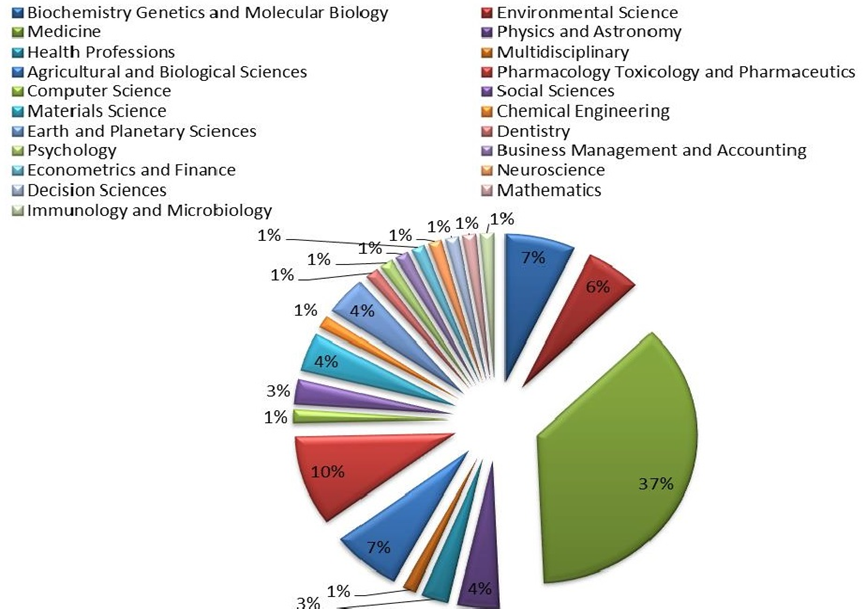 Biochemistry Genetics and Molecular Biology
Environmental Science
Medicine
Physics and Astronomy
Health Professions
Multidisciplinary
Agricultural and Biological Sciences
Pharmacology Toxicology and Pharmaceutics
Computer Science
Social Sciences
Materials Science
Chemical Engineering
Earth and Planetary Sciences
Dentistry
Psychology
Business Management and Accounting
Econometrics and Finance
Neuroscience
Decision Sciences
Mathematics
Immunology and Microbiology
1%
1%
1%
1%
1%
1%
1%
1%
7%
6%
1%
4%
4%
3%
1%
10%
37%
7%
1%
4%
3%